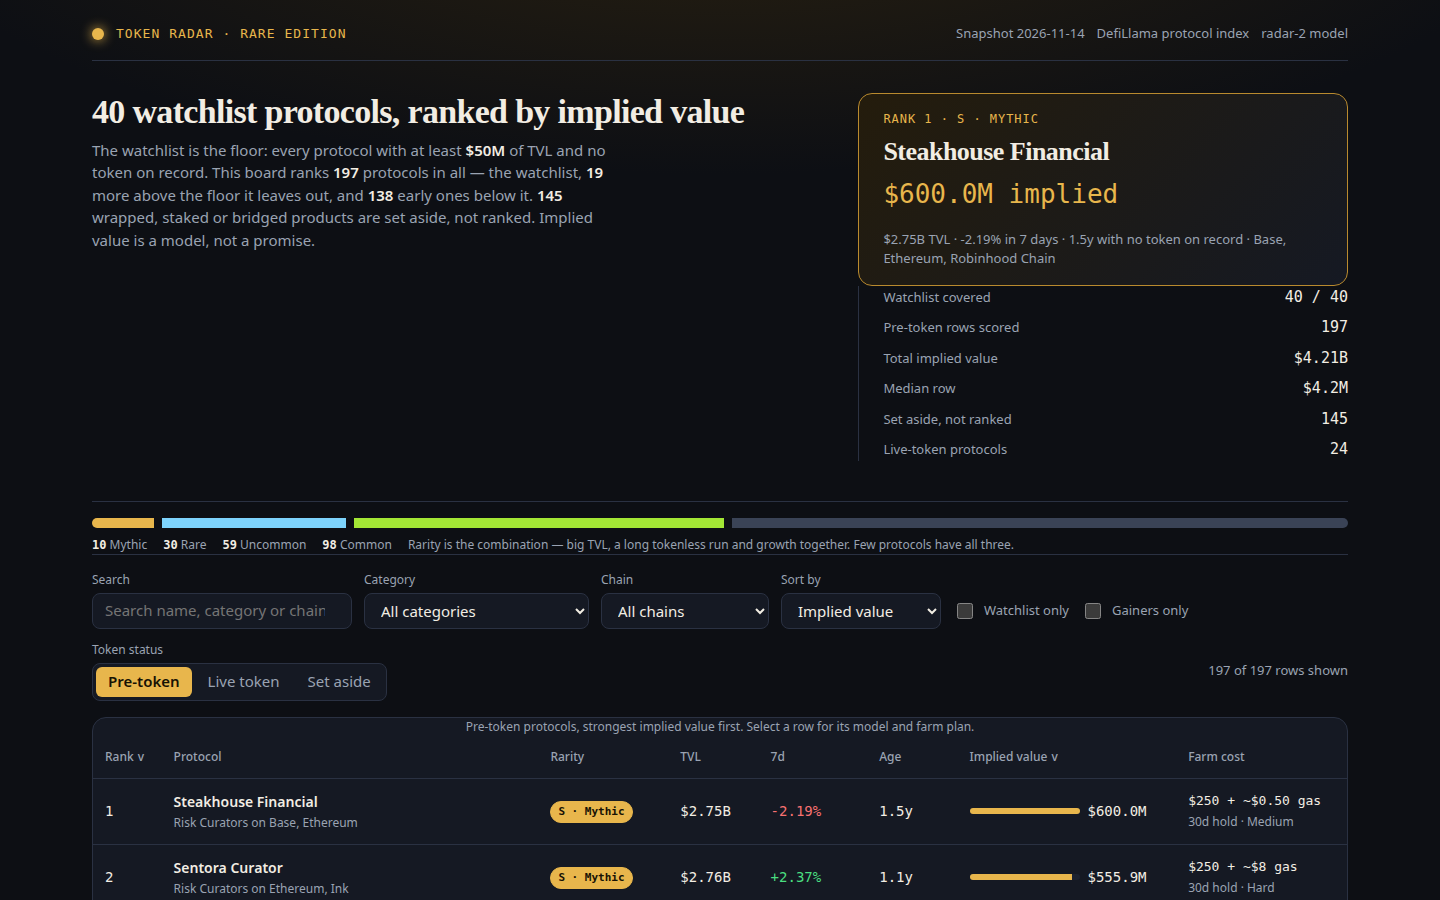 TOKEN RADAR · RARE EDITION
Snapshot 2026-11-14 DefiLlama protocol index radar-2 model
40 watchlist protocols, ranked by implied value
The watchlist is the floor: every protocol with at least $50M of TVL and no
token on record. This board ranks 197 protocols in all — the watchlist, 19
more above the floor it leaves out, and 138 early ones below it. 145
wrapped, staked or bridged products are set aside, not ranked. Implied
value is a model, not a promise.
RANK 1 · S · MYTHIC
Steakhouse Financial
$600.0M implied
$2.75B TVL · -2.19% in 7 days · 1.5y with no token on record · Base,
Ethereum, Robinhood Chain
Watchlist covered 40 / 40
Pre-token rows scored 197
Total implied value $4.21B
Median row $4.2M
Set aside, not ranked 145
Live-token protocols 24
10 Mythic 30 Rare 59 Uncommon 98 Common Rarity is the combination — big TVL, a long tokenless run and growth together. Few protocols have all three.
Search Category Chain Sort by
Search name, category or chain All categories All chains Implied value Watchlist only Gainers only
Token status
Pre-token Live token Set aside 197 of 197 rows shown
Pre-token protocols, strongest implied value first. Select a row for its model and farm plan.
Rank v Protocol Rarity TVL 7d Age Implied value v Farm cost
1 Steakhouse Financial S · Mythic $2.75B -2.19% 1.5y $600.0M $250 + ~$0.50 gas
Risk Curators on Base, Ethereum 30d hold · Medium
2 Sentora Curator S · Mythic $2.76B +2.37% 1.1y $555.9M $250 + ~$8 gas
Risk Curators on Ethereum, Ink 30d hold · Hard